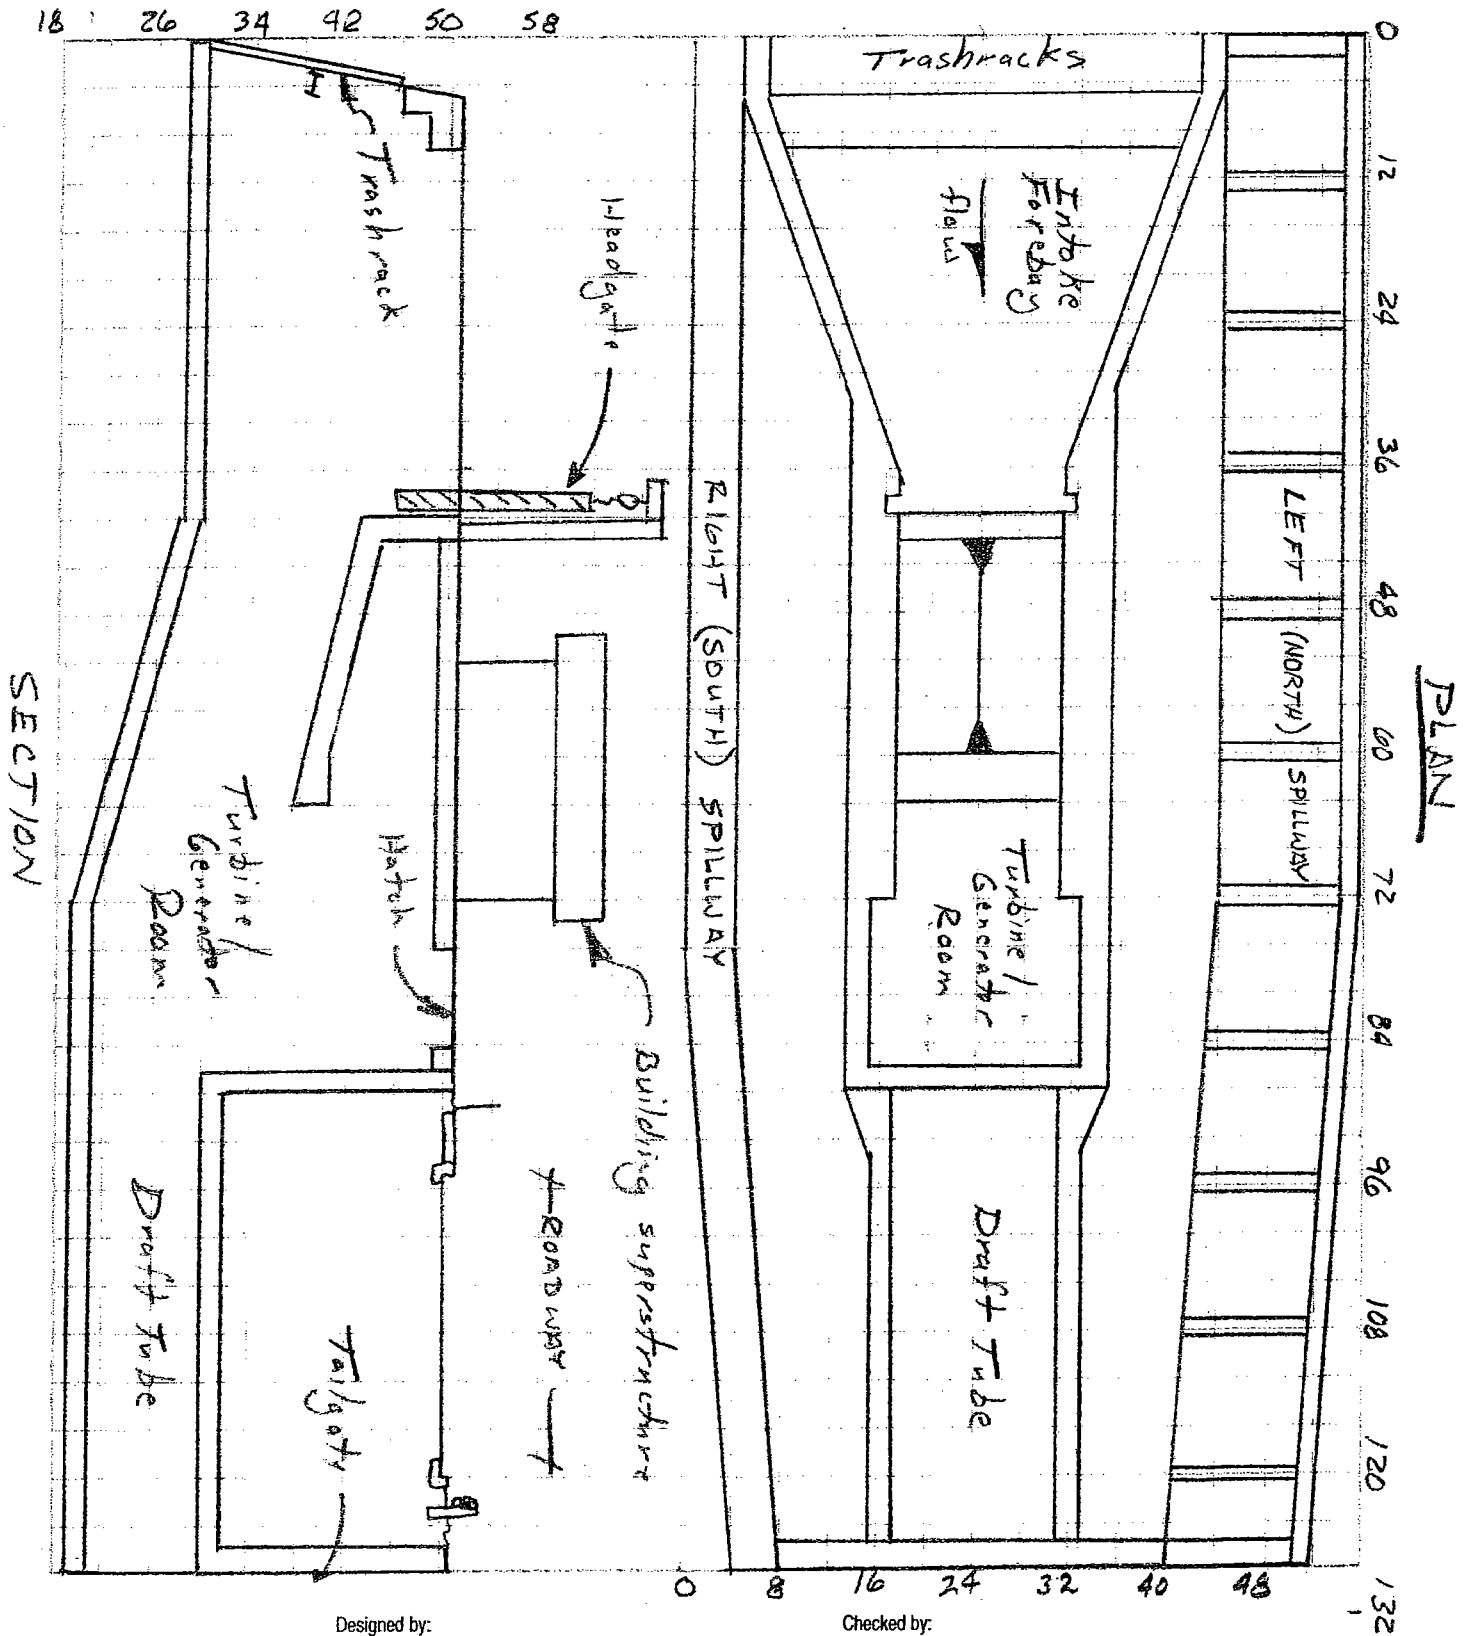 PLAN
0 12 24 36 48 60 72 84 96 108 120 132
LEFT (NORTH) SPILLWAY
Trashracks
Intake
Forebay
flow
Turbine/
Generator
Room
Draft Tube
RIGHT (SOUTH) SPILLWAY
0 8 16 24 32 40 48
18 26 34 42 50 58
Headgate
Trashrack
Building superstructure
ROADWAY
Hatch
Turbine/
Generator
Room
Tailgate
Draft Tube
SECTION
Designed by:
Checked by: